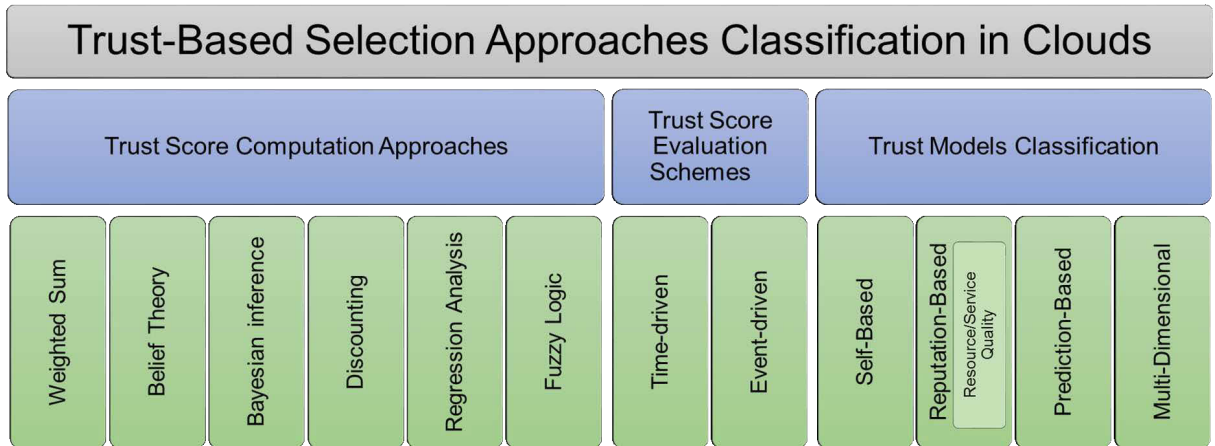 Trust-Based Selection Approaches Classification in Clouds
Trust Score Computation Approaches
Trust Score
Evaluation
Schemes
Trust Models Classification
Weighted Sum
Belief Theory
Bayesian inference
Discounting
Regression Analysis
Fuzzy Logic
Time-driven
Event-driven
Self-Based
Reputation-Based
Resource/Service
Quality
Prediction-Based
Multi-Dimensional